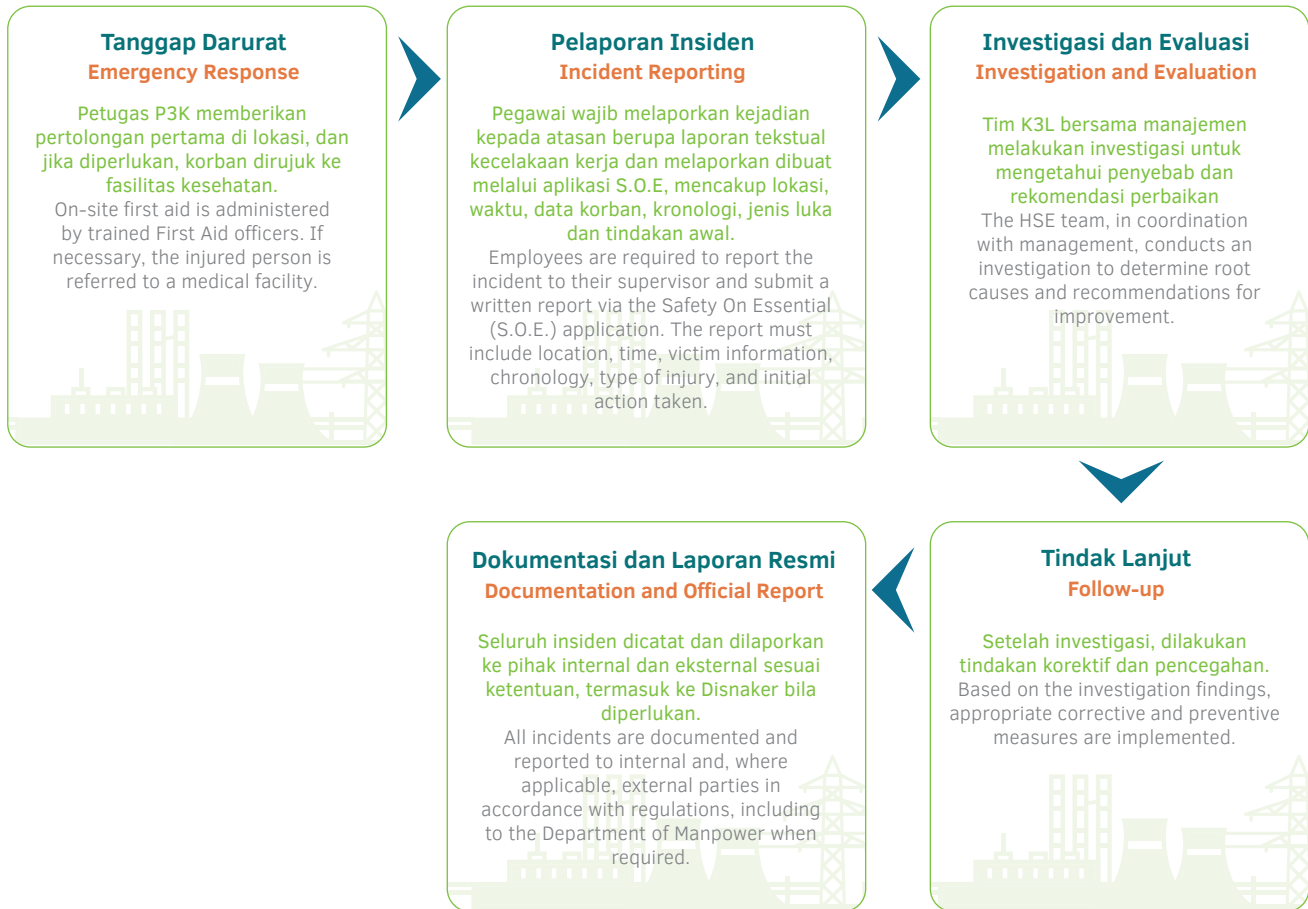 Tanggap Darurat
Emergency Response
Petugas P3K memberikan
pertolongan pertama di lokasi, dan
jika diperlukan, korban dirujuk ke
fasilitas kesehatan.
On-site first aid is administered
by trained First Aid officers. If
necessary, the injured person is
referred to a medical facility.
Pelaporan Insiden
Incident Reporting
Pegawai wajib melaporkan kejadian
kepada atasan berupa laporan tekstual
kecelakaan kerja dan melaporkan dibuat
melalui aplikasi S.O.E, mencakup lokasi,
waktu, data korban, kronologi, jenis luka
dan tindakan awal.
Employees are required to report the
incident to their supervisor and submit a
written report via the Safety On Essential
(S.O.E.) application. The report must
include location, time, victim information,
chronology, type of injury, and initial
action taken.
Investigasi dan Evaluasi
Investigation and Evaluation
Tim K3L bersama manajemen
melakukan investigasi untuk
mengetahui penyebab dan
rekomendasi perbaikan
The HSE team, in coordination
with management, conducts an
investigation to determine root
causes and recommendations for
improvement.
Tindak Lanjut
Follow-up
Setelah investigasi, dilakukan
tindakan korektif dan pencegahan.
Based on the investigation findings,
appropriate corrective and preventive
measures are implemented.
Dokumentasi dan Laporan Resmi
Documentation and Official Report
Seluruh insiden dicatat dan dilaporkan
ke pihak internal dan eksternal sesuai
ketentuan, termasuk ke Disnaker bila
diperlukan.
All incidents are documented and
reported to internal and, where
applicable, external parties in
accordance with regulations, including
to the Department of Manpower when
required.